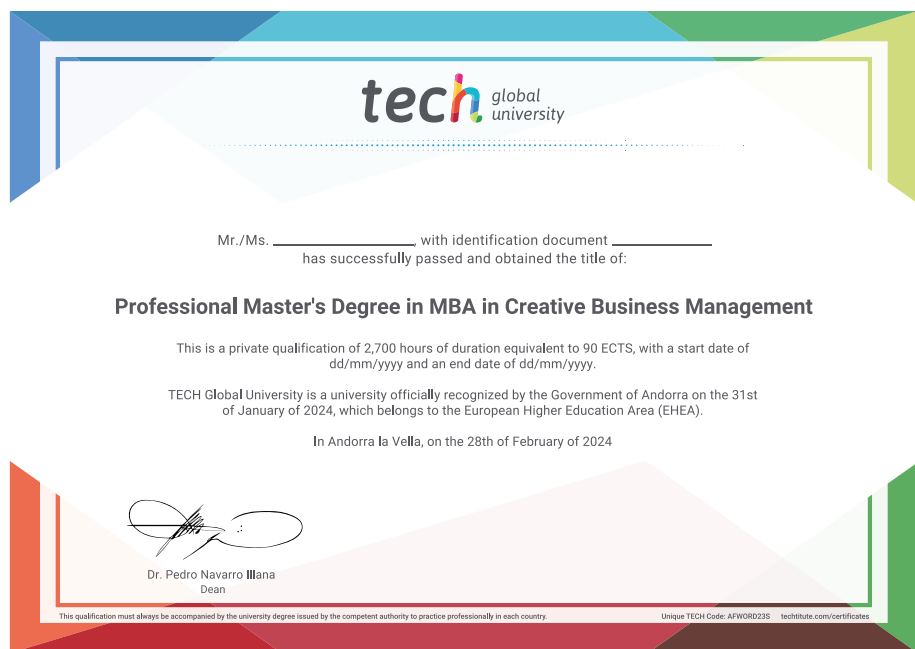 tech global university
Mr./Ms. ____________, with identification document ____________
has successfully passed and obtained the title of:
Professional Master's Degree in MBA in Creative Business Management
This is a private qualification of 2,700 hours of duration equivalent to 90 ECTS, with a start date of
dd/mm/yyyy and an end date of dd/mm/yyyy.
TECH Global University is a university officially recognized by the Government of Andorra on the 31st
of January of 2024, which belongs to the European Higher Education Area (EHEA).
In Andorra la Vella, on the 28th of February of 2024
Dr. Pedro Navarro Illana
Dean
This qualification must always be accompanied by the university degree issued by the competent authority to practice professionally in each country.
Unique TECH Code: AFWORD23S techtitute.com/certificates